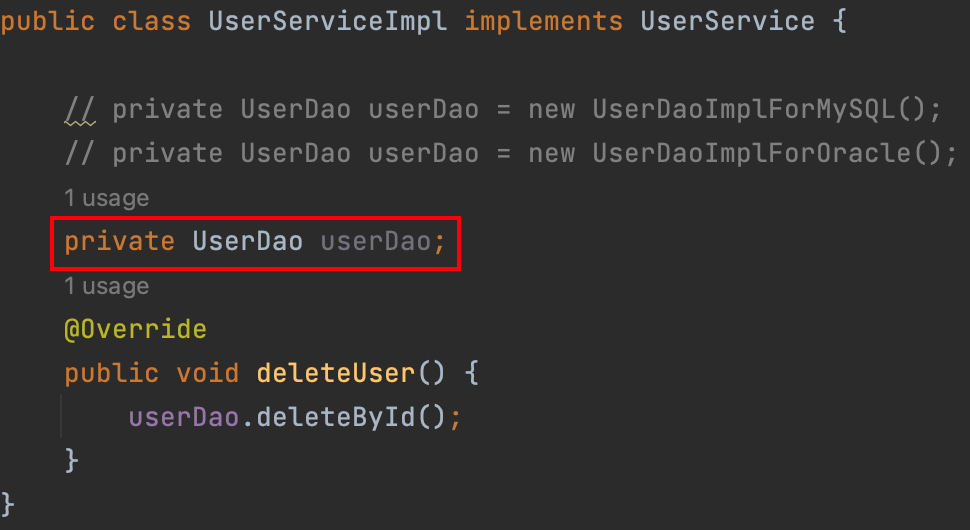 public class UserServiceImpl implements UserService {
// private UserDao userDao = new UserDaoImplForMySQL();
// private UserDao userDao = new UserDaoImplForOracle();
1 usage
private UserDao userDao;
1 usage
@Override
public void deleteUser() {
userDao.deleteById();
}
}